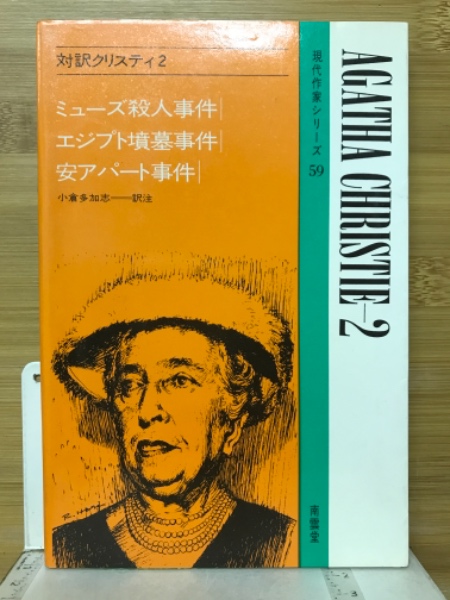 対訳クリスティ2
ミューズ殺人事件
エジプト墳墓事件
安アパート事件
小倉多加志——訳注
現代作家シリーズ 59
南雲堂
AGATHA CHRISTIE—2